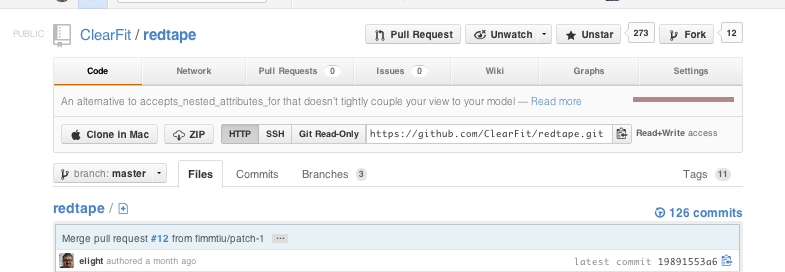 PUBLIC ClearFit / redtape Pull Request Unwatch Unstar 273 Fork 12
Code Network Pull Requests 0 Issues 0 Wiki Graphs Settings
An alternative to accepts_nested_attributes_for that doesn't tightly couple your view to your model — Read more
Clone in Mac ZIP HTTP SSH Git Read-Only https://github.com/ClearFit/redtape.git Read+Write access
branch: master Files Commits Branches 3 Tags 11
redtape / 126 commits
Merge pull request #12 from fimmtiu/patch-1 ...
elight authored a month ago latest commit 19891553a6